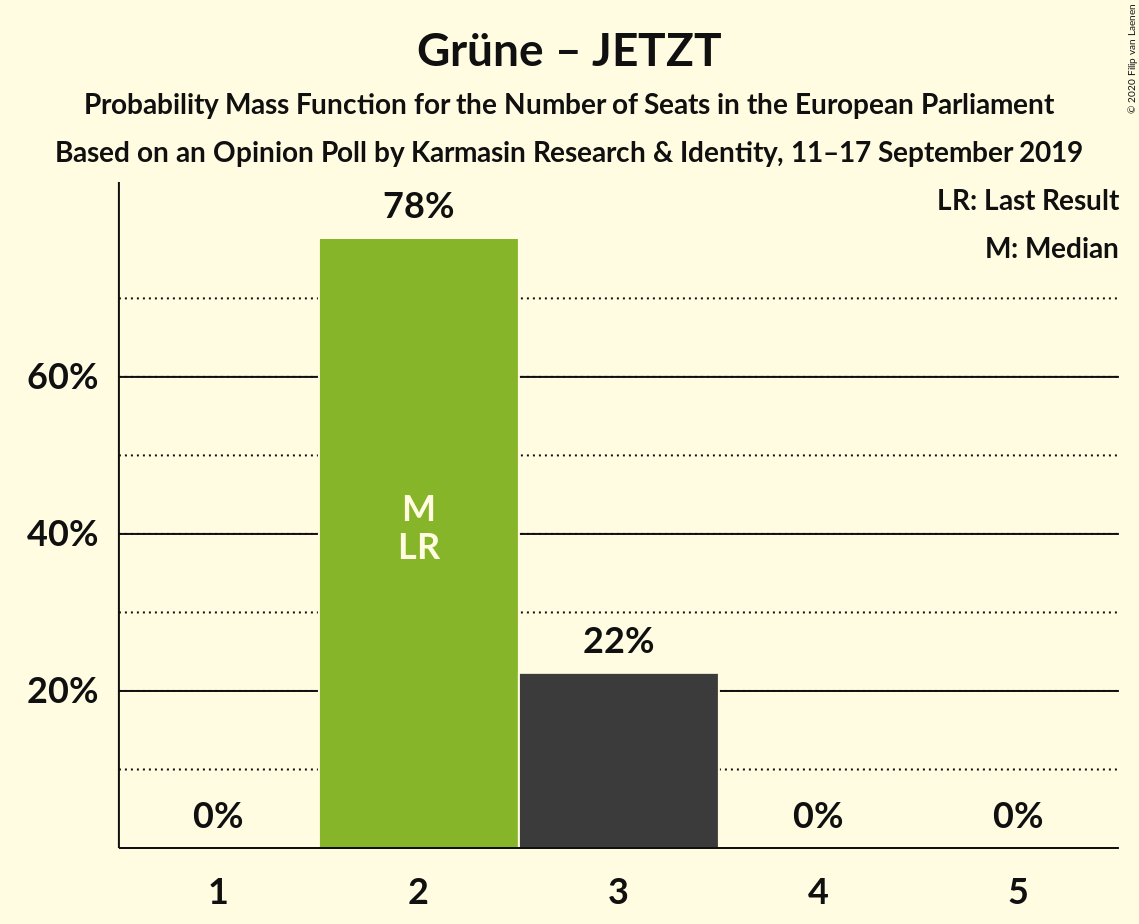 Grüne – JETZT
Probability Mass Function for the Number of Seats in the European Parliament
Based on an Opinion Poll by Karmasin Research & Identity, 11–17 September 2019
© 2020 Filip van Laenen
LR: Last Result
M: Median
78%
60%
M
40%
LR
22%
20%
0%
0%
0%
1
2
3
4
5